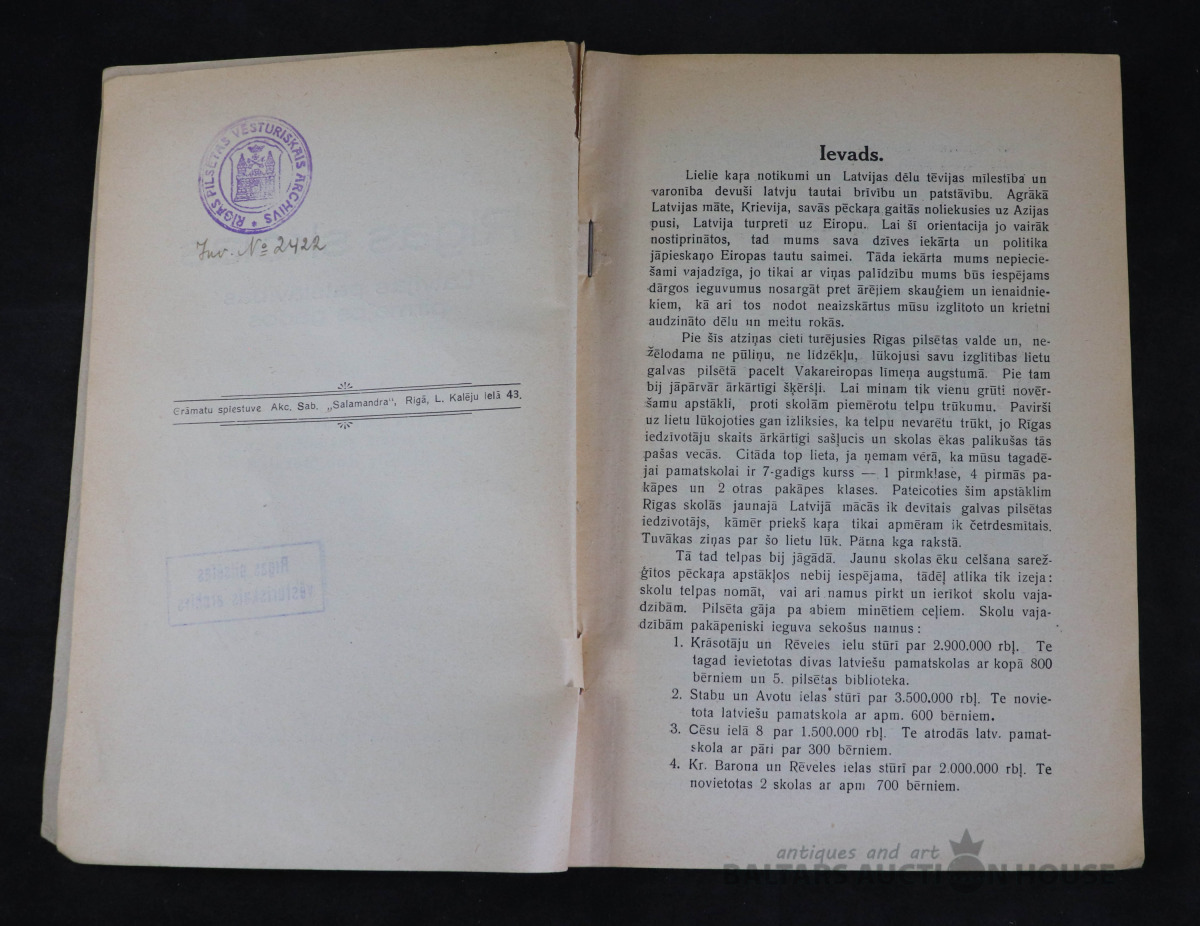 RĪGAS PILSĒTAS VĒSTURISKAIS ARCHIVS
Inv. № 2422
Grāmatu spiestuve Akc. Sab. „Salamandra“, Rīgā, L. Kalēju ielā 43.
Rīgas pilsētas
vēsturiskais archivs
Ievads.
Lielie kaŗa notikumi un Latvijas dēlu tēvijas mīlestība un
varonība devuši latvju tautai brīvību un patstāvību. Agrākā
Latvijas māte, Krievija, savās pēckaŗa gaitās noliekusies uz Azijas
pusi, Latvija turpretī uz Eiropu. Lai šī orientacija jo vairāk
nostiprinātos, tad mums sava dzīves iekārta un politika
jāpieskaņo Eiropas tautu saimei. Tāda iekārta mums nepiecie-
šami vajadzīga, jo tikai ar viņas palīdzību mums būs iespējams
dārgos ieguvumus nosargāt pret ārējiem skauģiem un ienaidnie-
kiem, kā ari tos nodot neaizskārtus mūsu izglītoto un krietni
audzināto dēlu un meitu rokās.
Pie šīs atziņas cieti turējusies Rīgas pilsētas valde un, ne-
žēlodama ne pūliņu, ne līdzēkļu, lūkojusi savu izglītības lietu
galvas pilsētā pacelt Vakareiropas līmeņa augstumā. Pie tam
bij jāpārvār ārkārtīgi šķēršļi. Lai minam tik vienu grūti novēr-
šamu apstākli, proti skolām piemērotu telpu trūkumu. Pavirši
uz lietu lūkojoties gan izliksies, ka telpu nevarētu trūkt, jo Rīgas
iedzīvotāju skaits ārkārtīgi sašļucis un skolas ēkas palikušas tās
pašas vecās. Citāda top lieta, ja ņemam vērā, ka mūsu tagadē-
jai pamatskolai ir 7-gadīgs kurss — 1 pirmklase, 4 pirmās pa-
kāpes un 2 otras pakāpes klases. Pateicoties šim apstāklim
Rīgas skolās jaunajā Latvijā mācās ik devītais galvas pilsētas
iedzīvotājs, kāmēr priekš kaŗa tikai apmēram ik četrdesmitais.
Tuvākas ziņas par šo lietu lūk. Pārna kga rakstā.
Tā tad telpas bij jāgādā. Jaunu skolas ēku celšana sarež-
ģītos pēckaŗa apstākļos nebij iespējama, tādēļ atlika tik izeja:
skolu telpas nomāt, vai ari namus pirkt un ierīkot skolu vaja-
dzībām. Pilsēta gāja pa abiem minētiem ceļiem. Skolu vaja-
dzībām pakāpeniski ieguva sekošus namus:
1. Krāsotāju un Rēveles ielu stūrī par 2.900.000 rbļ. Te
tagad ievietotas divas latviešu pamatskolas ar kopā 800
bērniem un 5. pilsētas biblioteka.
2. Stabu un Avotu ielas stūrī par 3.500.000 rbļ. Te novie-
tota latviešu pamatskola ar apm. 600 bērniem.
3. Cēsu ielā 8 par 1.500.000 rbļ. Te atrodās latv. pamat-
skola ar pāri par 300 bērniem.
4. Kr. Barona un Rēveles ielas stūrī par 2.000.000 rbļ. Te
novietotas 2 skolas ar apm 700 bērniem.
antiques and art
BALTARS AUCTION HOUSE